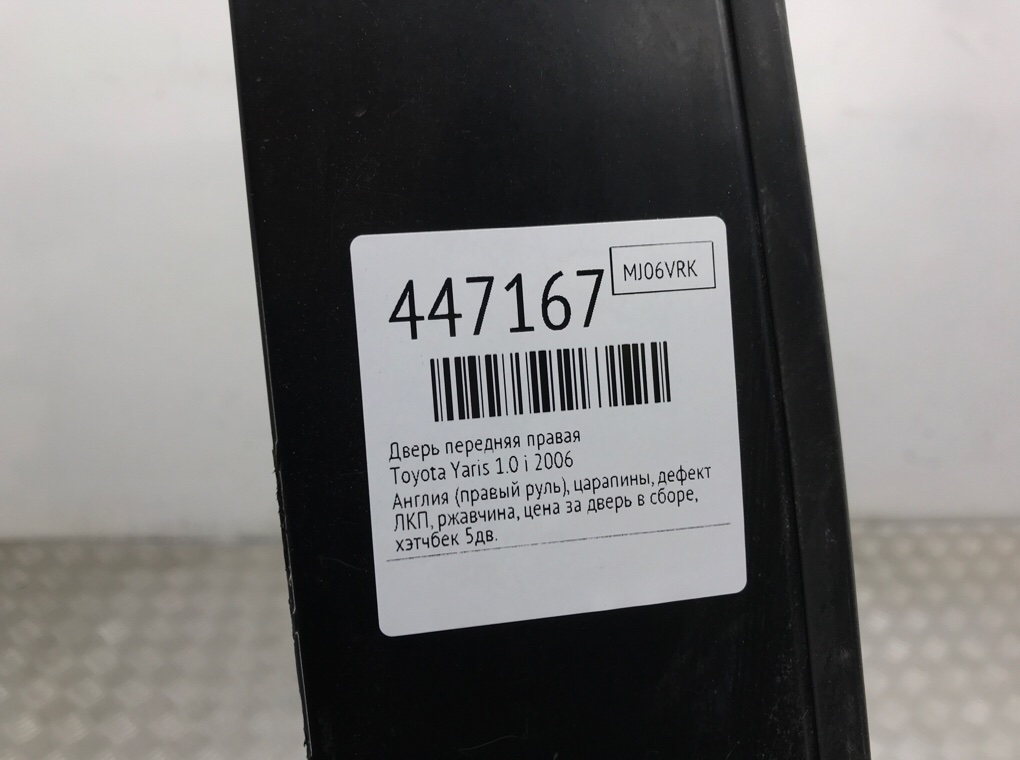 447167
MJ06VRK
Дверь передняя правая
Toyota Yaris 1.0 i 2006
Англия (правый руль), царапины, дефект
ЛКП, ржавчина, цена за дверь в сборе,
хэтчбек 5дв.